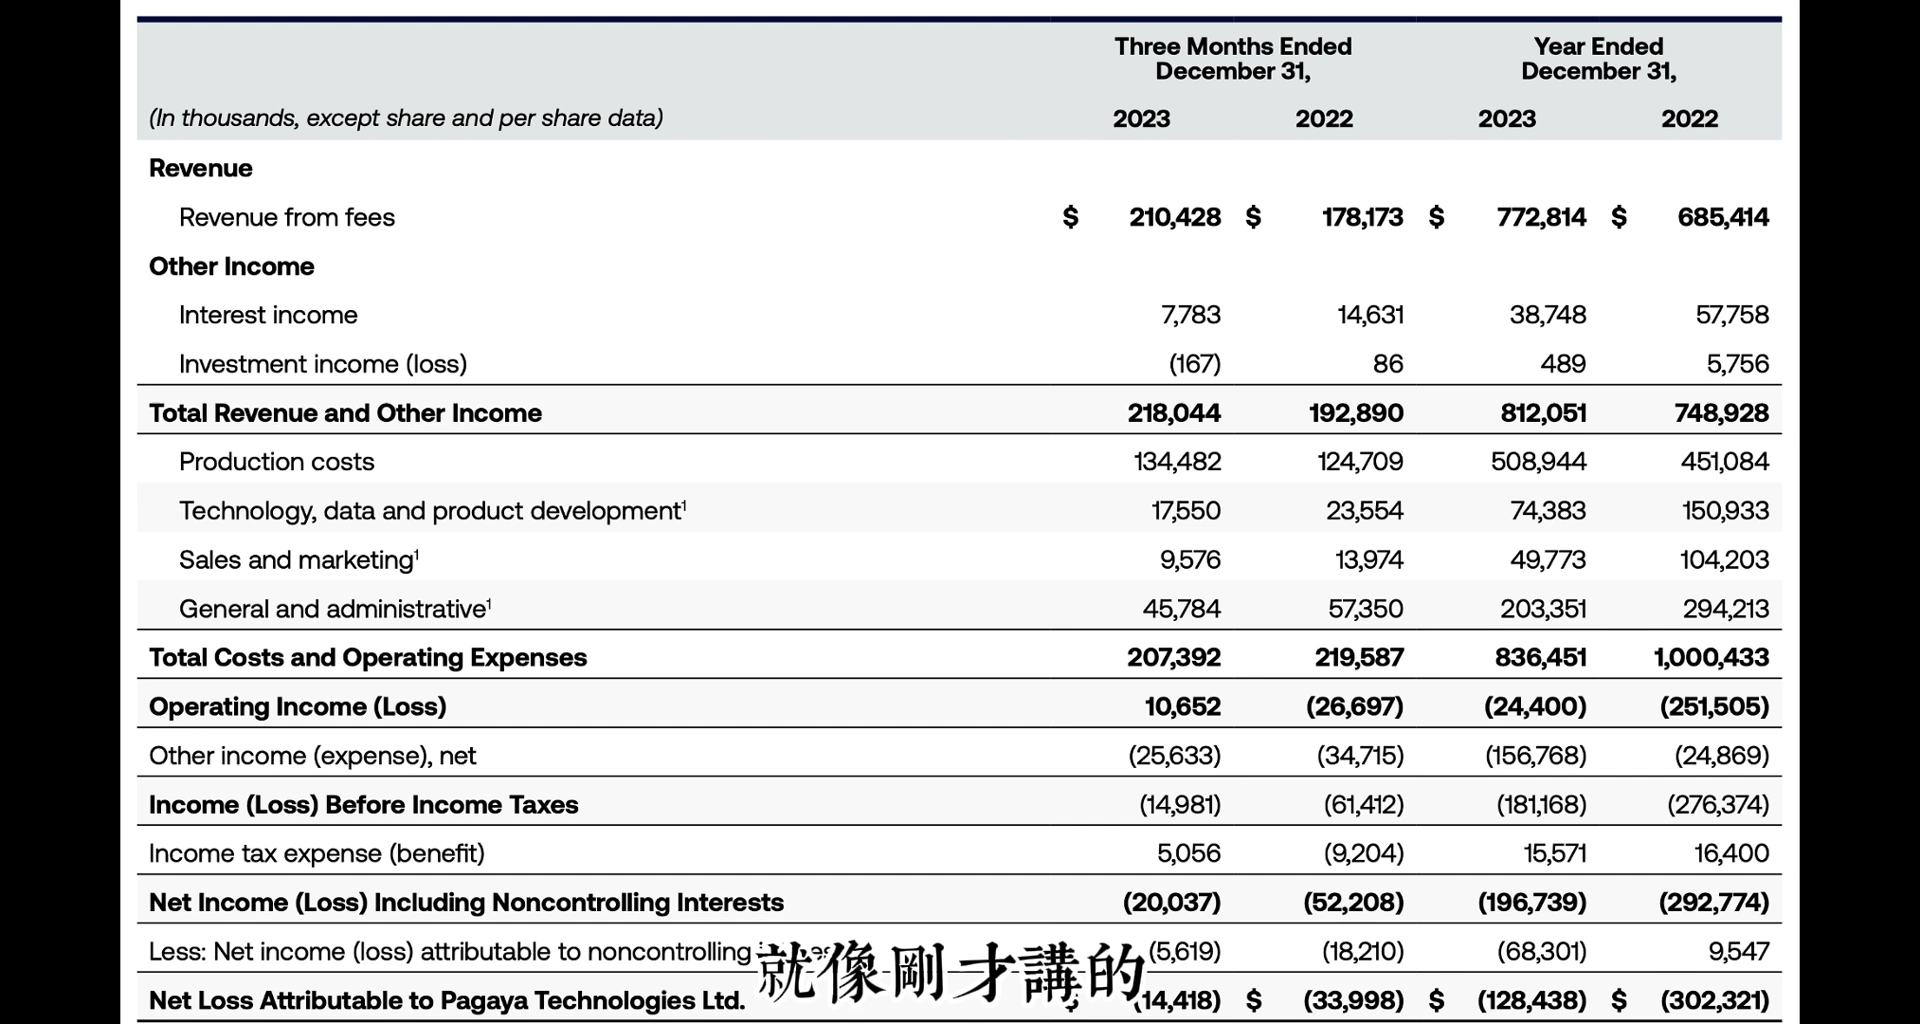 Three Months Ended December 31, Year Ended December 31,
(In thousands, except share and per share data) 2023 2022 2023 2022
Revenue
Revenue from fees $ 210,428 $ 178,173 $ 772,814 $ 685,414
Other Income
Interest income 7,783 14,631 38,748 57,758
Investment income (loss) (167) 86 489 5,756
Total Revenue and Other Income 218,044 192,890 812,051 748,928
Production costs 134,482 124,709 508,944 451,084
Technology, data and product development¹ 17,550 23,554 74,383 150,933
Sales and marketing¹ 9,576 13,974 49,773 104,203
General and administrative¹ 45,784 57,350 203,351 294,213
Total Costs and Operating Expenses 207,392 219,587 836,451 1,000,433
Operating Income (Loss) 10,652 (26,697) (24,400) (251,505)
Other income (expense), net (25,633) (34,715) (156,768) (24,869)
Income (Loss) Before Income Taxes (14,981) (61,412) (181,168) (276,374)
Income tax expense (benefit) 5,056 (9,204) 15,571 16,400
Net Income (Loss) Including Noncontrolling Interests (20,037) (52,208) (196,739) (292,774)
Less: Net income (loss) attributable to noncontrolling (5,619) (18,210) (68,301) 9,547
就像剛才講的
Net Loss Attributable to Pagaya Technologies Ltd. $ (14,418) $ (33,998) $ (128,438) $ (302,321)